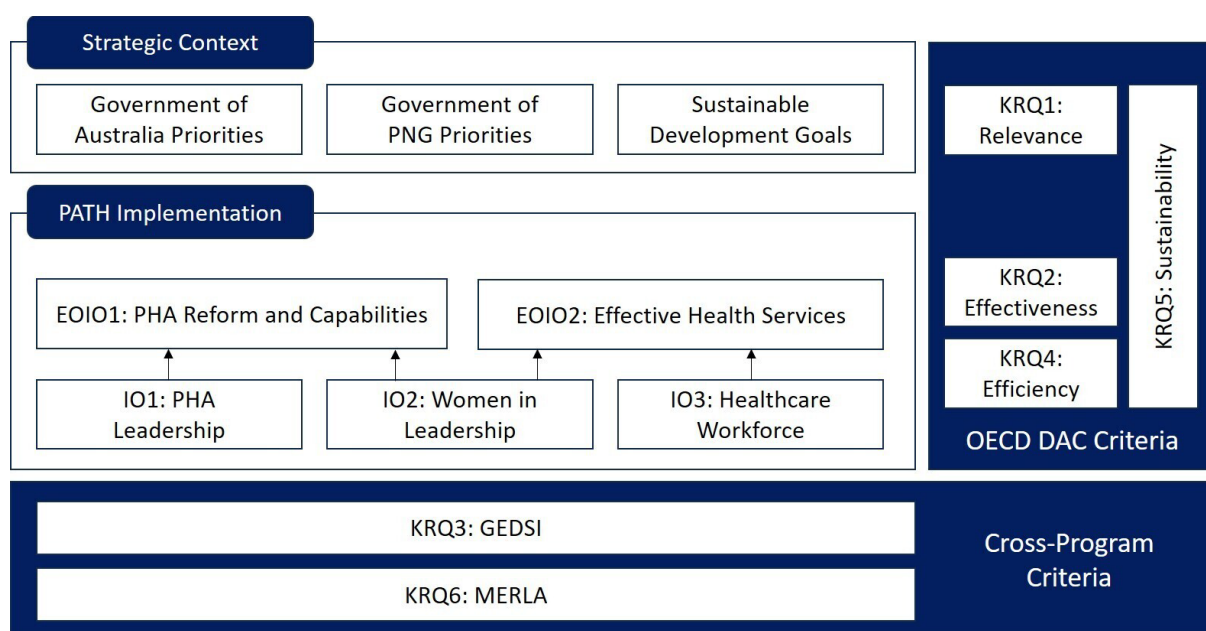 Strategic Context
Government of
Australia Priorities
Government of
PNG Priorities
Sustainable
Development Goals
PATH Implementation
EOIO1: PHA Reform and Capabilities
EOIO2: Effective Health Services
IO1: PHA
Leadership
IO2: Women in
Leadership
IO3: Healthcare
Workforce
KRQ1:
Relevance
KRQ2:
Effectiveness
KRQ4:
Efficiency
KRQ5: Sustainability
OECD DAC Criteria
KRQ3: GEDSI
KRQ6: MERLA
Cross-Program
Criteria